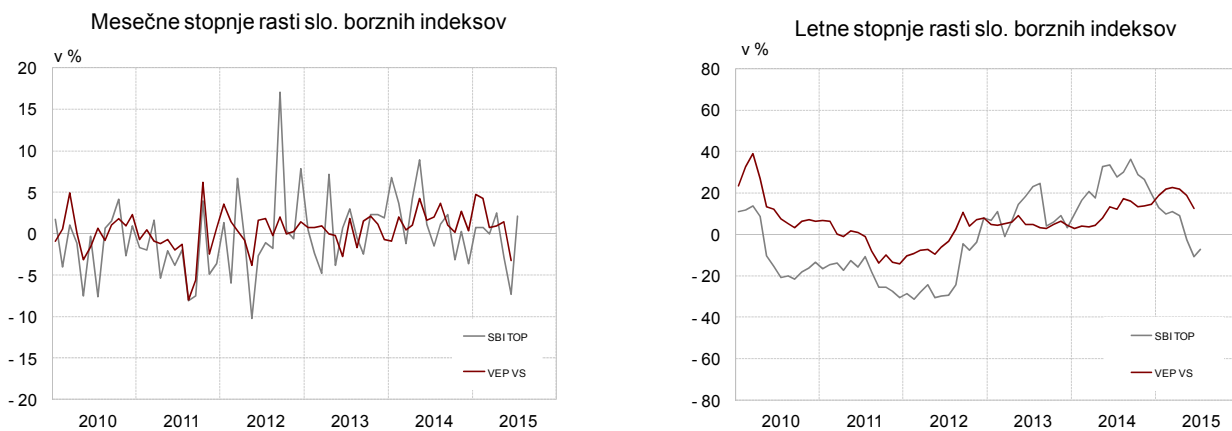 Mesečne stopnje rasti slo. borznih indeksov
v %
20
15
10
5
0
- 5
- 10
- 15
- 20
SBI TOP
VEP VS
2010 2011 2012 2013 2014 2015
Letne stopnje rasti slo. borznih indeksov
v %
80
60
40
20
0
- 20
- 40
- 60
- 80
SBI TOP
VEP VS
2010 2011 2012 2013 2014 2015